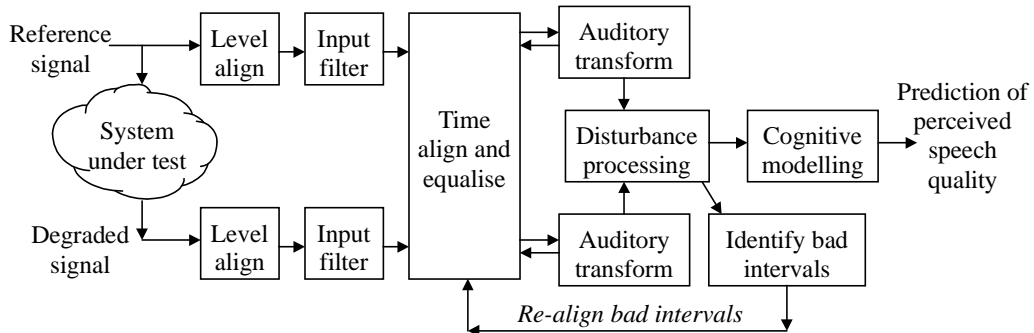 Reference
signal
Level
align
Input
filter
Auditory
transform
System
under test
Time
align and
equalise
Disturbance
processing
Cognitive
modelling
Prediction of
perceived
speech
quality
Degraded
signal
Level
align
Input
filter
Auditory
transform
Identify bad
intervals
Re-align bad intervals